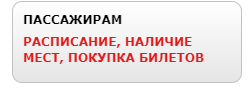 ПАССАЖИРАМ
РАСПИСАНИЕ, НАЛИЧИЕ
МЕСТ, ПОКУПКА БИЛЕТОВ